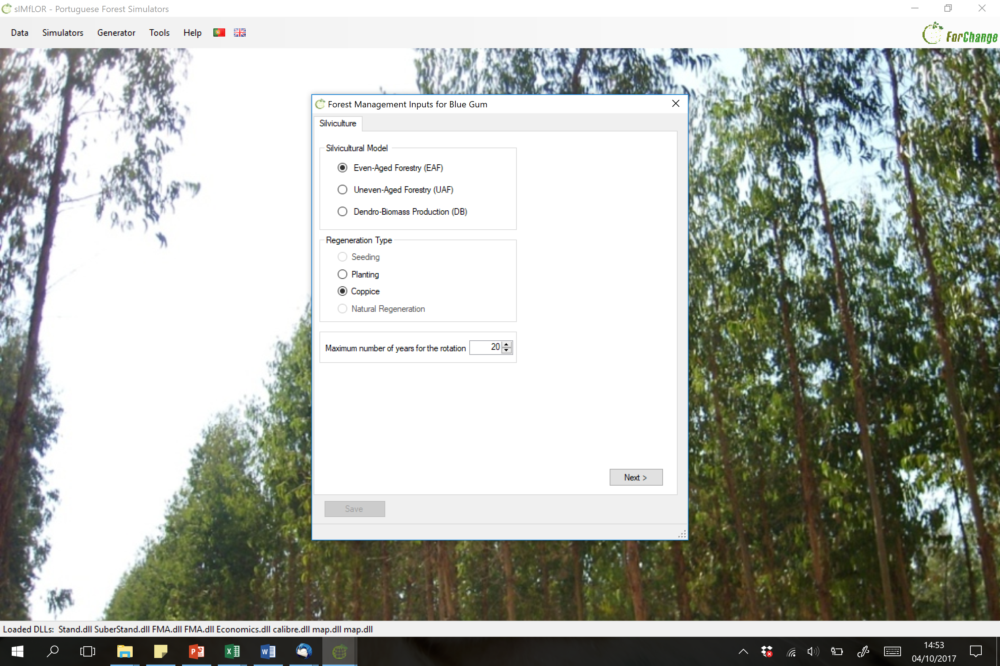 sIMfLOR - Portuguese Forest Simulators
Data Simulators Generator Tools Help
ForChange
Forest Management Inputs for Blue Gum
Silviculture
Silvicultural Model
Even-Aged Forestry (EAF)
Uneven-Aged Forestry (UAF)
Dendro-Biomass Production (DB)
Regeneration Type
Seeding
Planting
Coppice
Natural Regeneration
Maximum number of years for the rotation 20
Next >
Save
Loaded DLLs: Stand.dll SuberStand.dll FMA.dll FMA.dll Economics.dll calibre.dll map.dll map.dll
14:53
04/10/2017